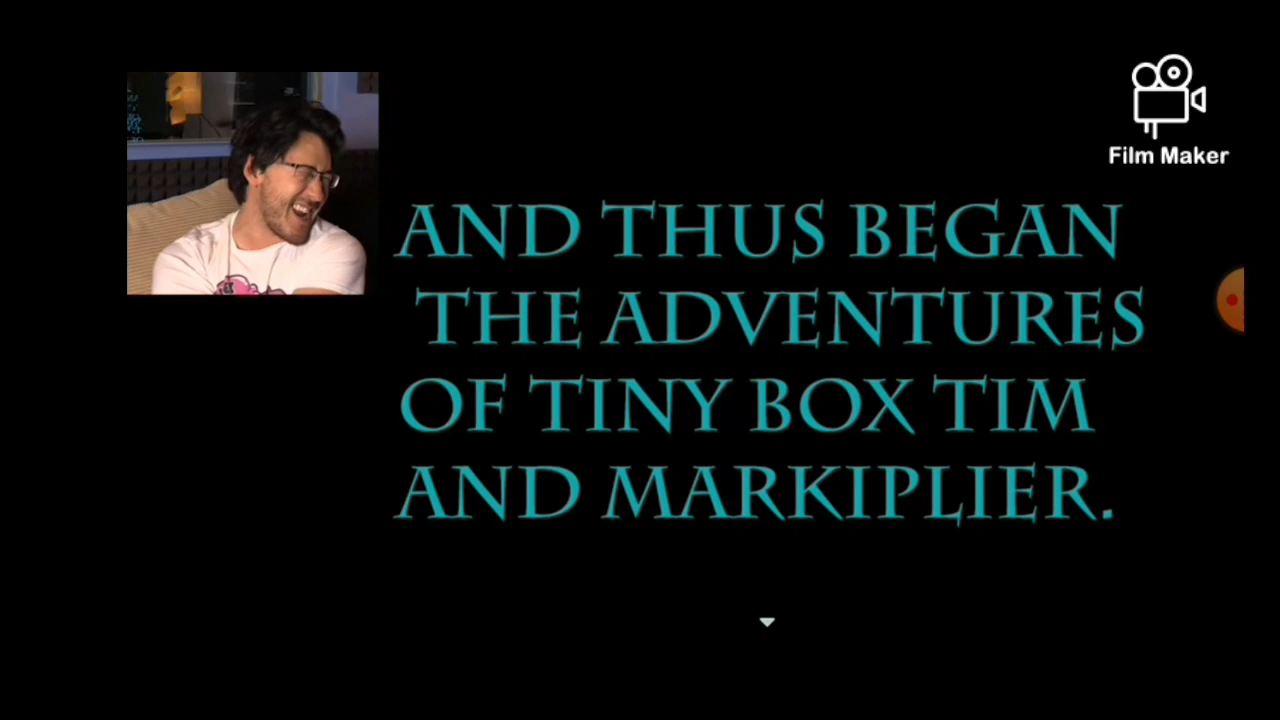 Film Maker
AND THUS BEGAN
THE ADVENTURES
OF TINY BOX TIM
AND MARKIPLIER.